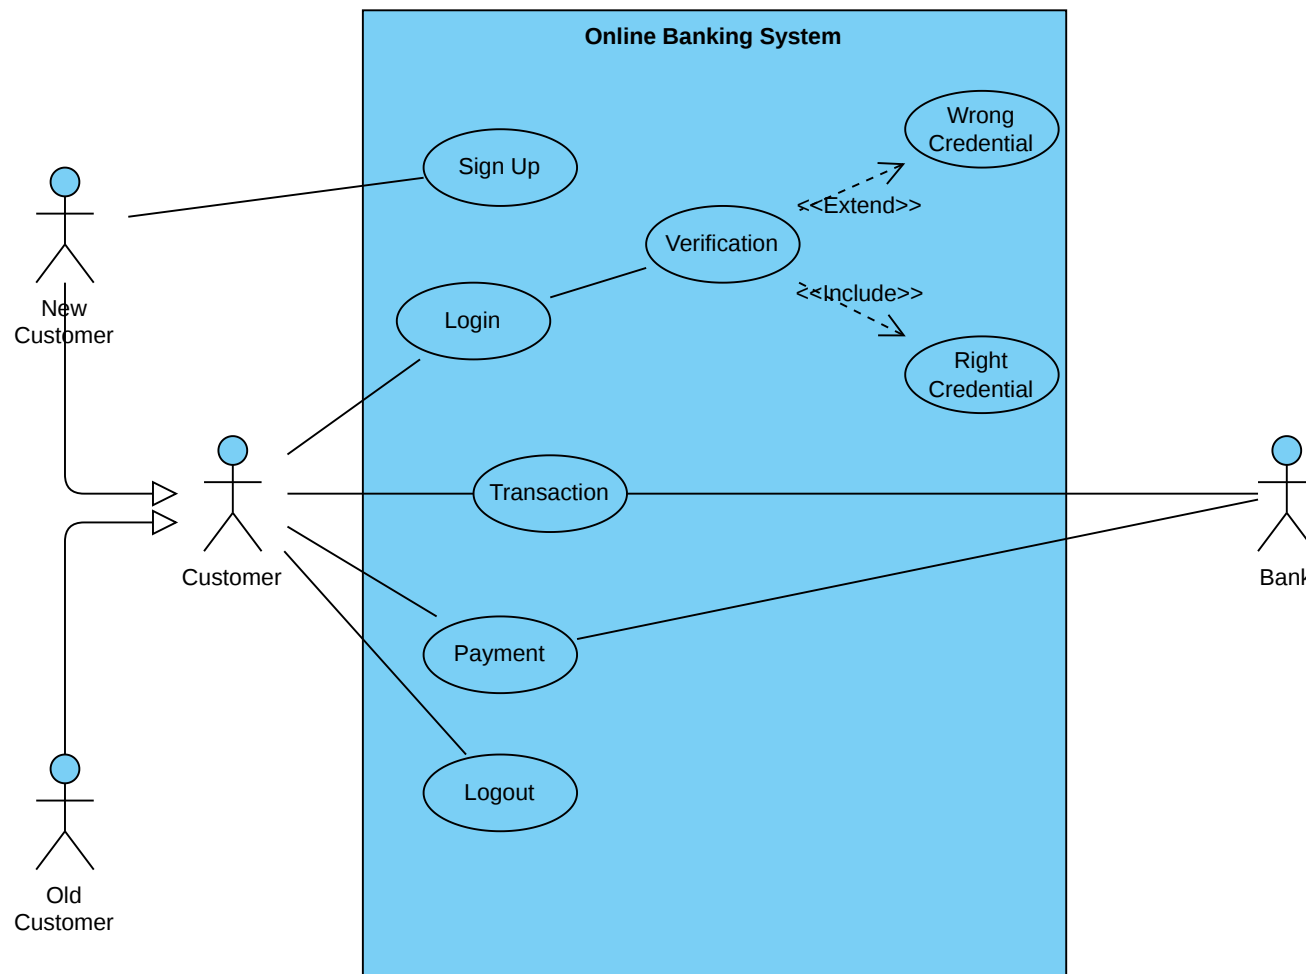 Online Banking System
Wrong
Credential
Sign Up
<<Extend>>
Verification
<<Include>>
New
Customer
Login
Right
Credential
Transaction
Customer
Bank
Payment
Logout
Old
Customer